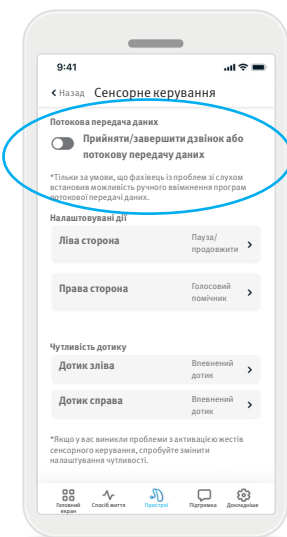 9:41
Назад Сенсорне керування
Потокова передача даних
Прийняти/завершити дзвінок або
потокову передачу даних
*Тільки за умови, що фахівець із проблем зі слухом
встановив можливість ручного ввімкнення програм
потокової передачі даних.
Налаштовувані дії
Ліва сторона Пауза/
продовжити
Права сторона Голосовий
помічник
Чутливість дотику
Дотик зліва Впевнений
дотик
Дотик справа Впевнений
дотик
*Якщо у вас виникли проблеми з активацією жестів
сенсорного керування, спробуйте змінити
налаштування чутливості.
Головний
екран Спосіб життя Пристрої Підтримка Докладніше